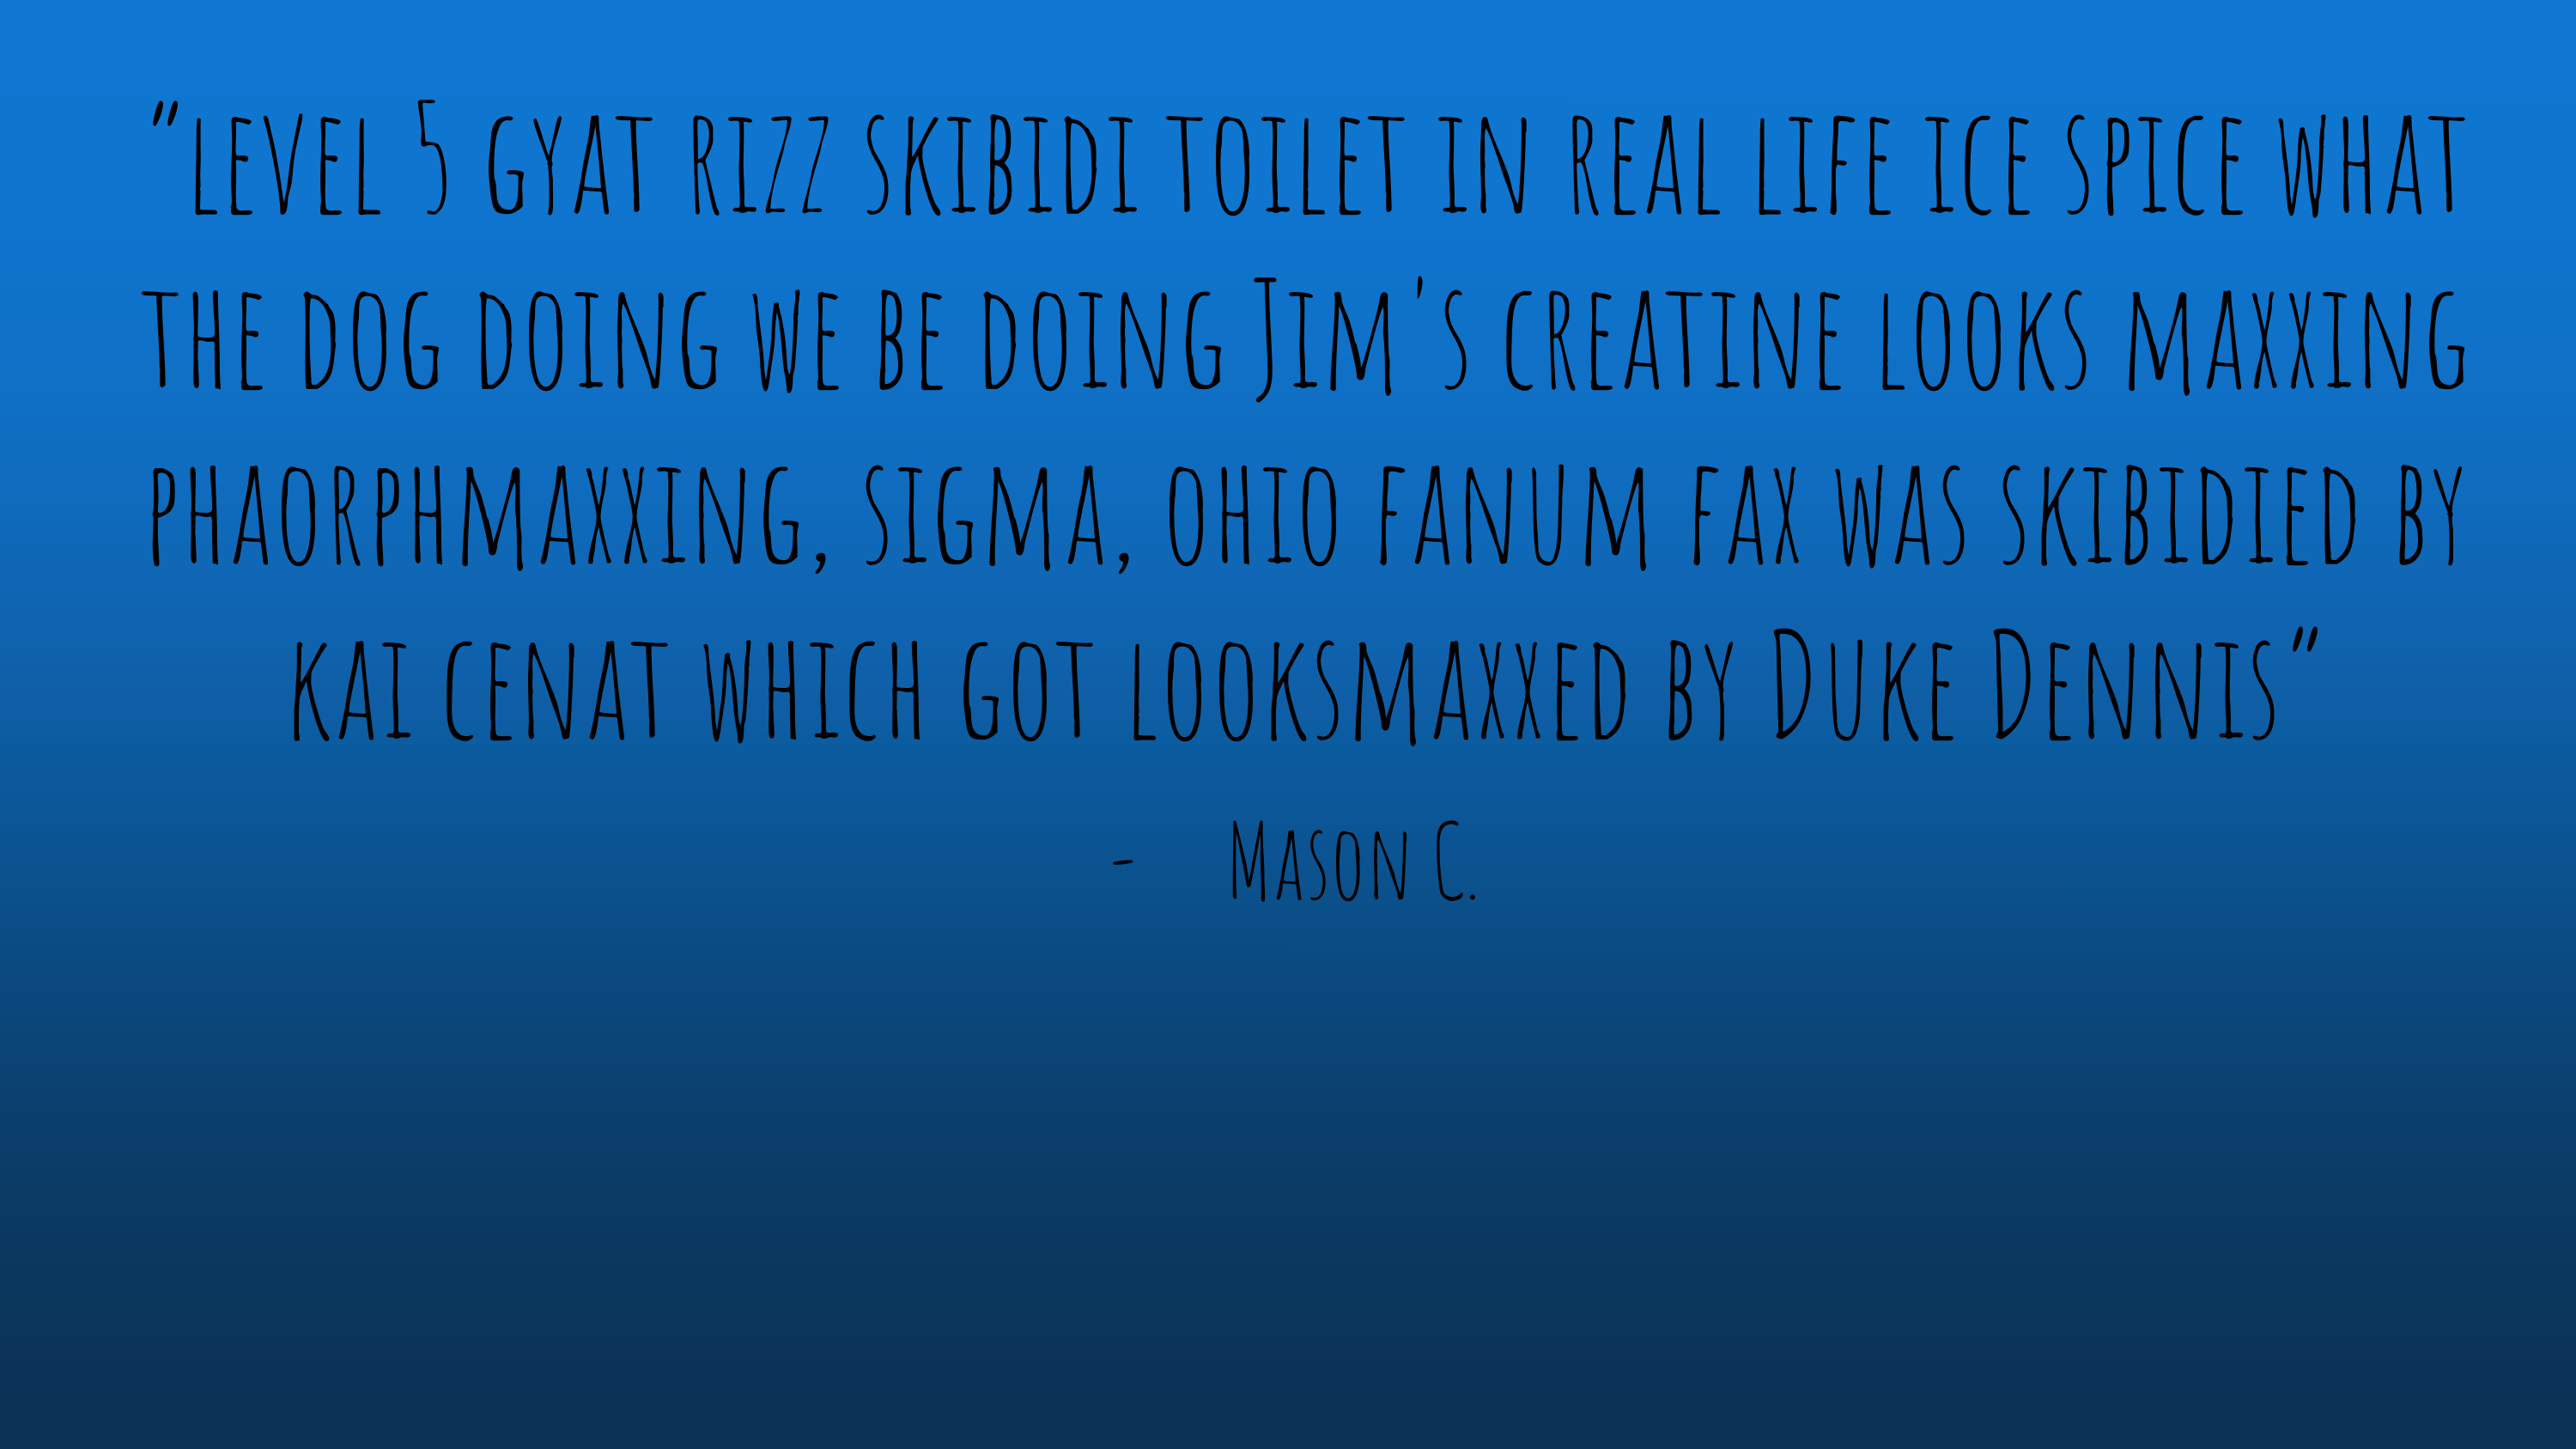 “level 5 gyat rizz skibidi toilet in real life ice spice what
the dog doing we be doing Jim's creatine looks maxxing
phaorphmaxxing, sigma, ohio fanum fax was skibidied by
kai cenat which got looksmaxxed by Duke Dennis”
- Mason C.